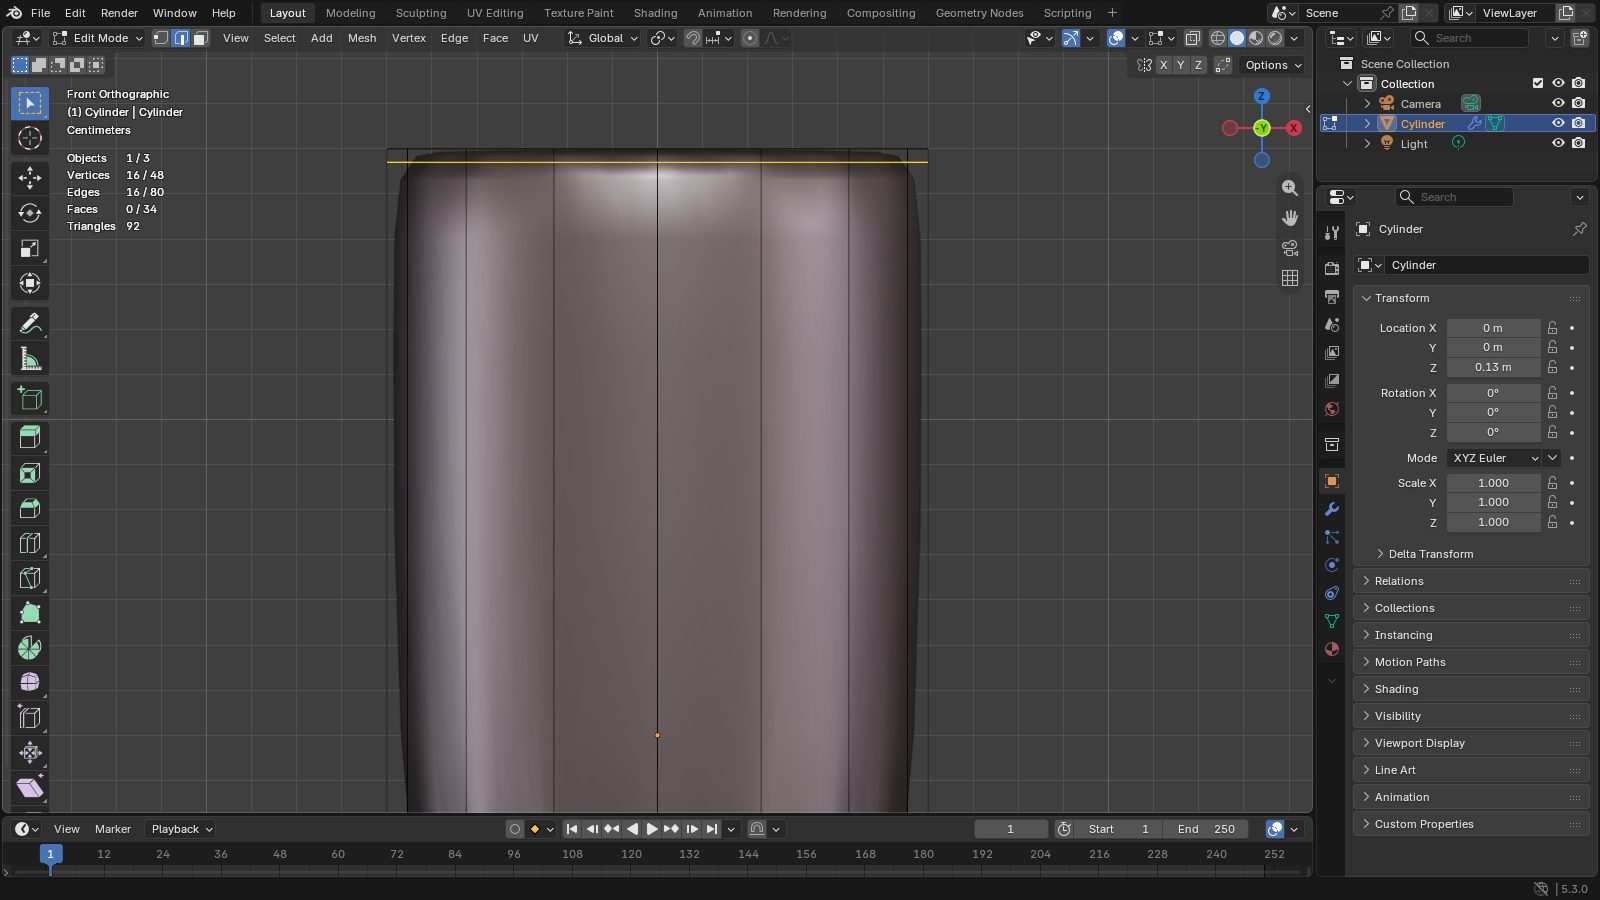 File Edit Render Window Help Layout Modeling Sculpting UV Editing Texture Paint Shading Animation Rendering Compositing Geometry Nodes Scripting + Scene ViewLayer
Edit Mode View Select Add Mesh Vertex Edge Face UV Global Search
X Y Z Options
Scene Collection
Collection
Camera
Cylinder
Light
Front Orthographic
(1) Cylinder | Cylinder
Centimeters
Objects 1 / 3
Vertices 16 / 48
Edges 16 / 80
Faces 0 / 34
Triangles 92
Z
-Y
X
Search
Cylinder
Cylinder
Transform
Location X 0 m
Y 0 m
Z 0.13 m
Rotation X 0°
Y 0°
Z 0°
Mode XYZ Euler
Scale X 1.000
Y 1.000
Z 1.000
Delta Transform
Relations
Collections
Instancing
Motion Paths
Shading
Visibility
Viewport Display
Line Art
Animation
Custom Properties
View Marker Playback 1 Start 1 End 250
1 12 24 36 48 60 72 84 96 108 120 132 144 156 168 180 192 204 216 228 240 252
5.3.0